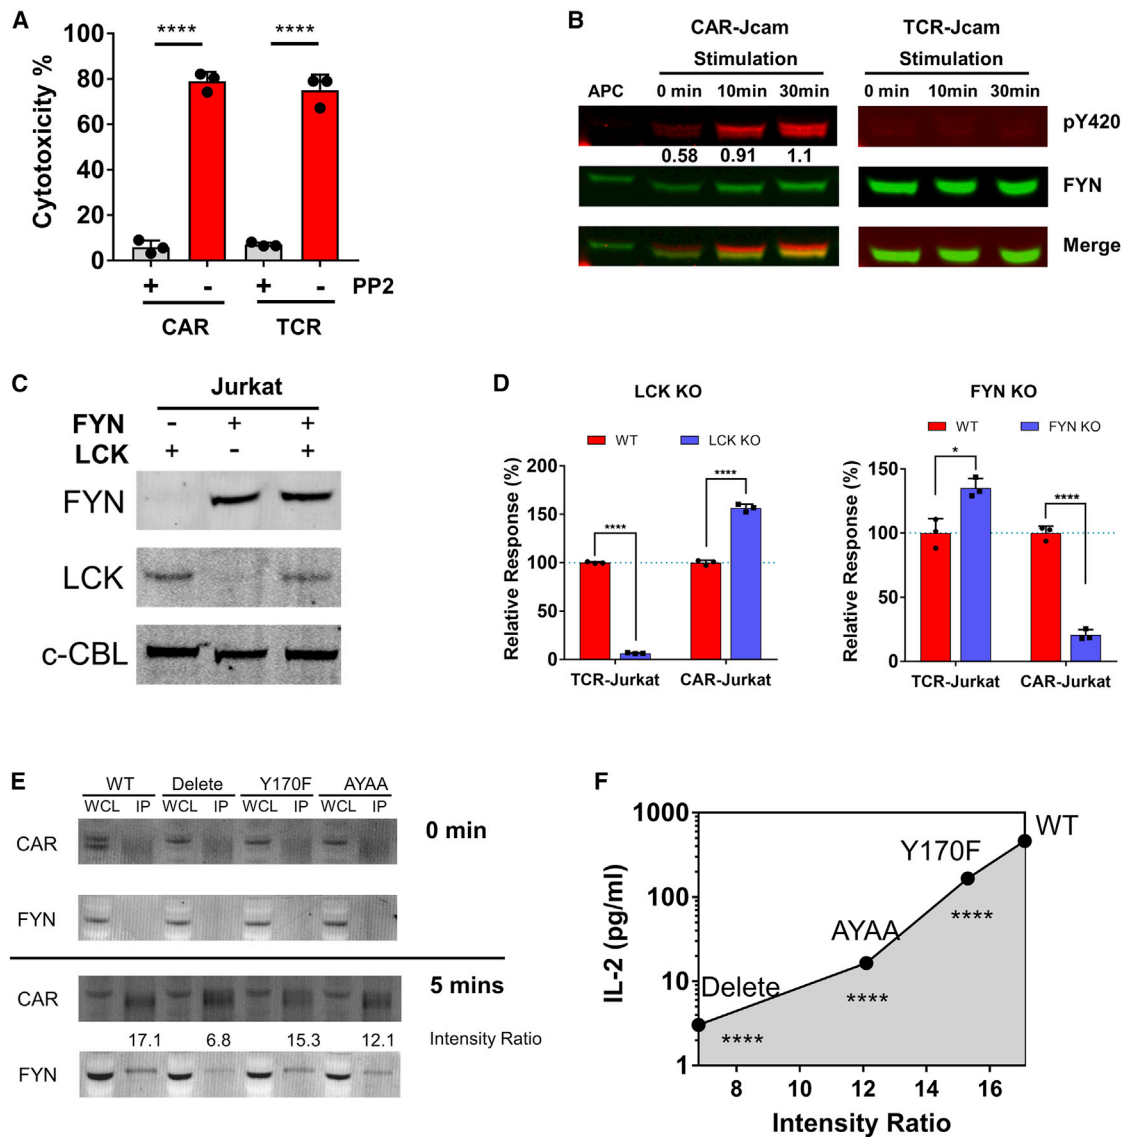 A
**** ****
Cytotoxicity %
100
80
60
40
20
0
+ - + - PP2
CAR TCR
B
CAR-Jcam TCR-Jcam
Stimulation Stimulation
APC 0 min 10min 30min 0 min 10min 30min
pY420
0.58 0.91 1.1
FYN
Merge
C
Jurkat
FYN - + +
LCK + - +
FYN
LCK
c-CBL
D
LCK KO
WT LCK KO
Relative Response (%)
200
150
100
50
0
****
****
TCR-Jurkat CAR-Jurkat
FYN KO
WT FYN KO
Relative Response (%)
150
100
50
0
*
****
TCR-Jurkat CAR-Jurkat
E
WT Delete Y170F AYAA
WCL IP WCL IP WCL IP WCL IP
CAR
0 min
FYN
CAR
5 mins
17.1 6.8 15.3 12.1 Intensity Ratio
FYN
F
IL-2 (pg/ml)
1000
100
10
1
WT
Y170F
****
AYAA
****
Delete
****
8 10 12 14 16
Intensity Ratio